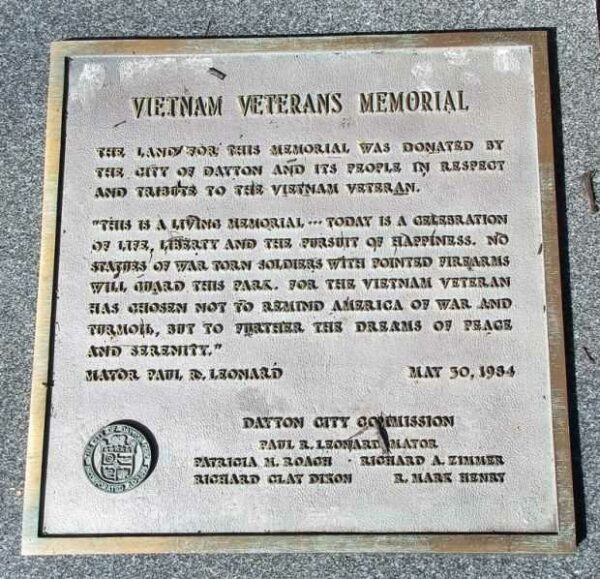 VIETNAM VETERANS MEMORIAL
THE LAND FOR THIS MEMORIAL WAS DONATED BY
THE CITY OF DAYTON AND ITS PEOPLE IN RESPECT
AND TRIBUTE TO THE VIETNAM VETERAN.
"THIS IS A LIVING MEMORIAL ... TODAY IS A CELEBRATION
OF LIFE, LIBERTY AND THE PURSUIT OF HAPPINESS. NO
STATUES OF WAR TORN SOLDIERS WITH POINTED FIREARMS
WILL GUARD THIS PARK. FOR THE VIETNAM VETERAN
HAS CHOSEN NOT TO REMIND AMERICA OF WAR AND
TURMOIL, BUT TO FURTHER THE DREAMS OF PEACE
AND SERENITY."
MAYOR PAUL R. LEONARD MAY 30, 1984
DAYTON CITY COMMISSION
PAUL R. LEONARD, MAYOR
PATRICIA M. ROACH · RICHARD A. ZIMMER
RICHARD CLAY DIXON R. MARK HENRY